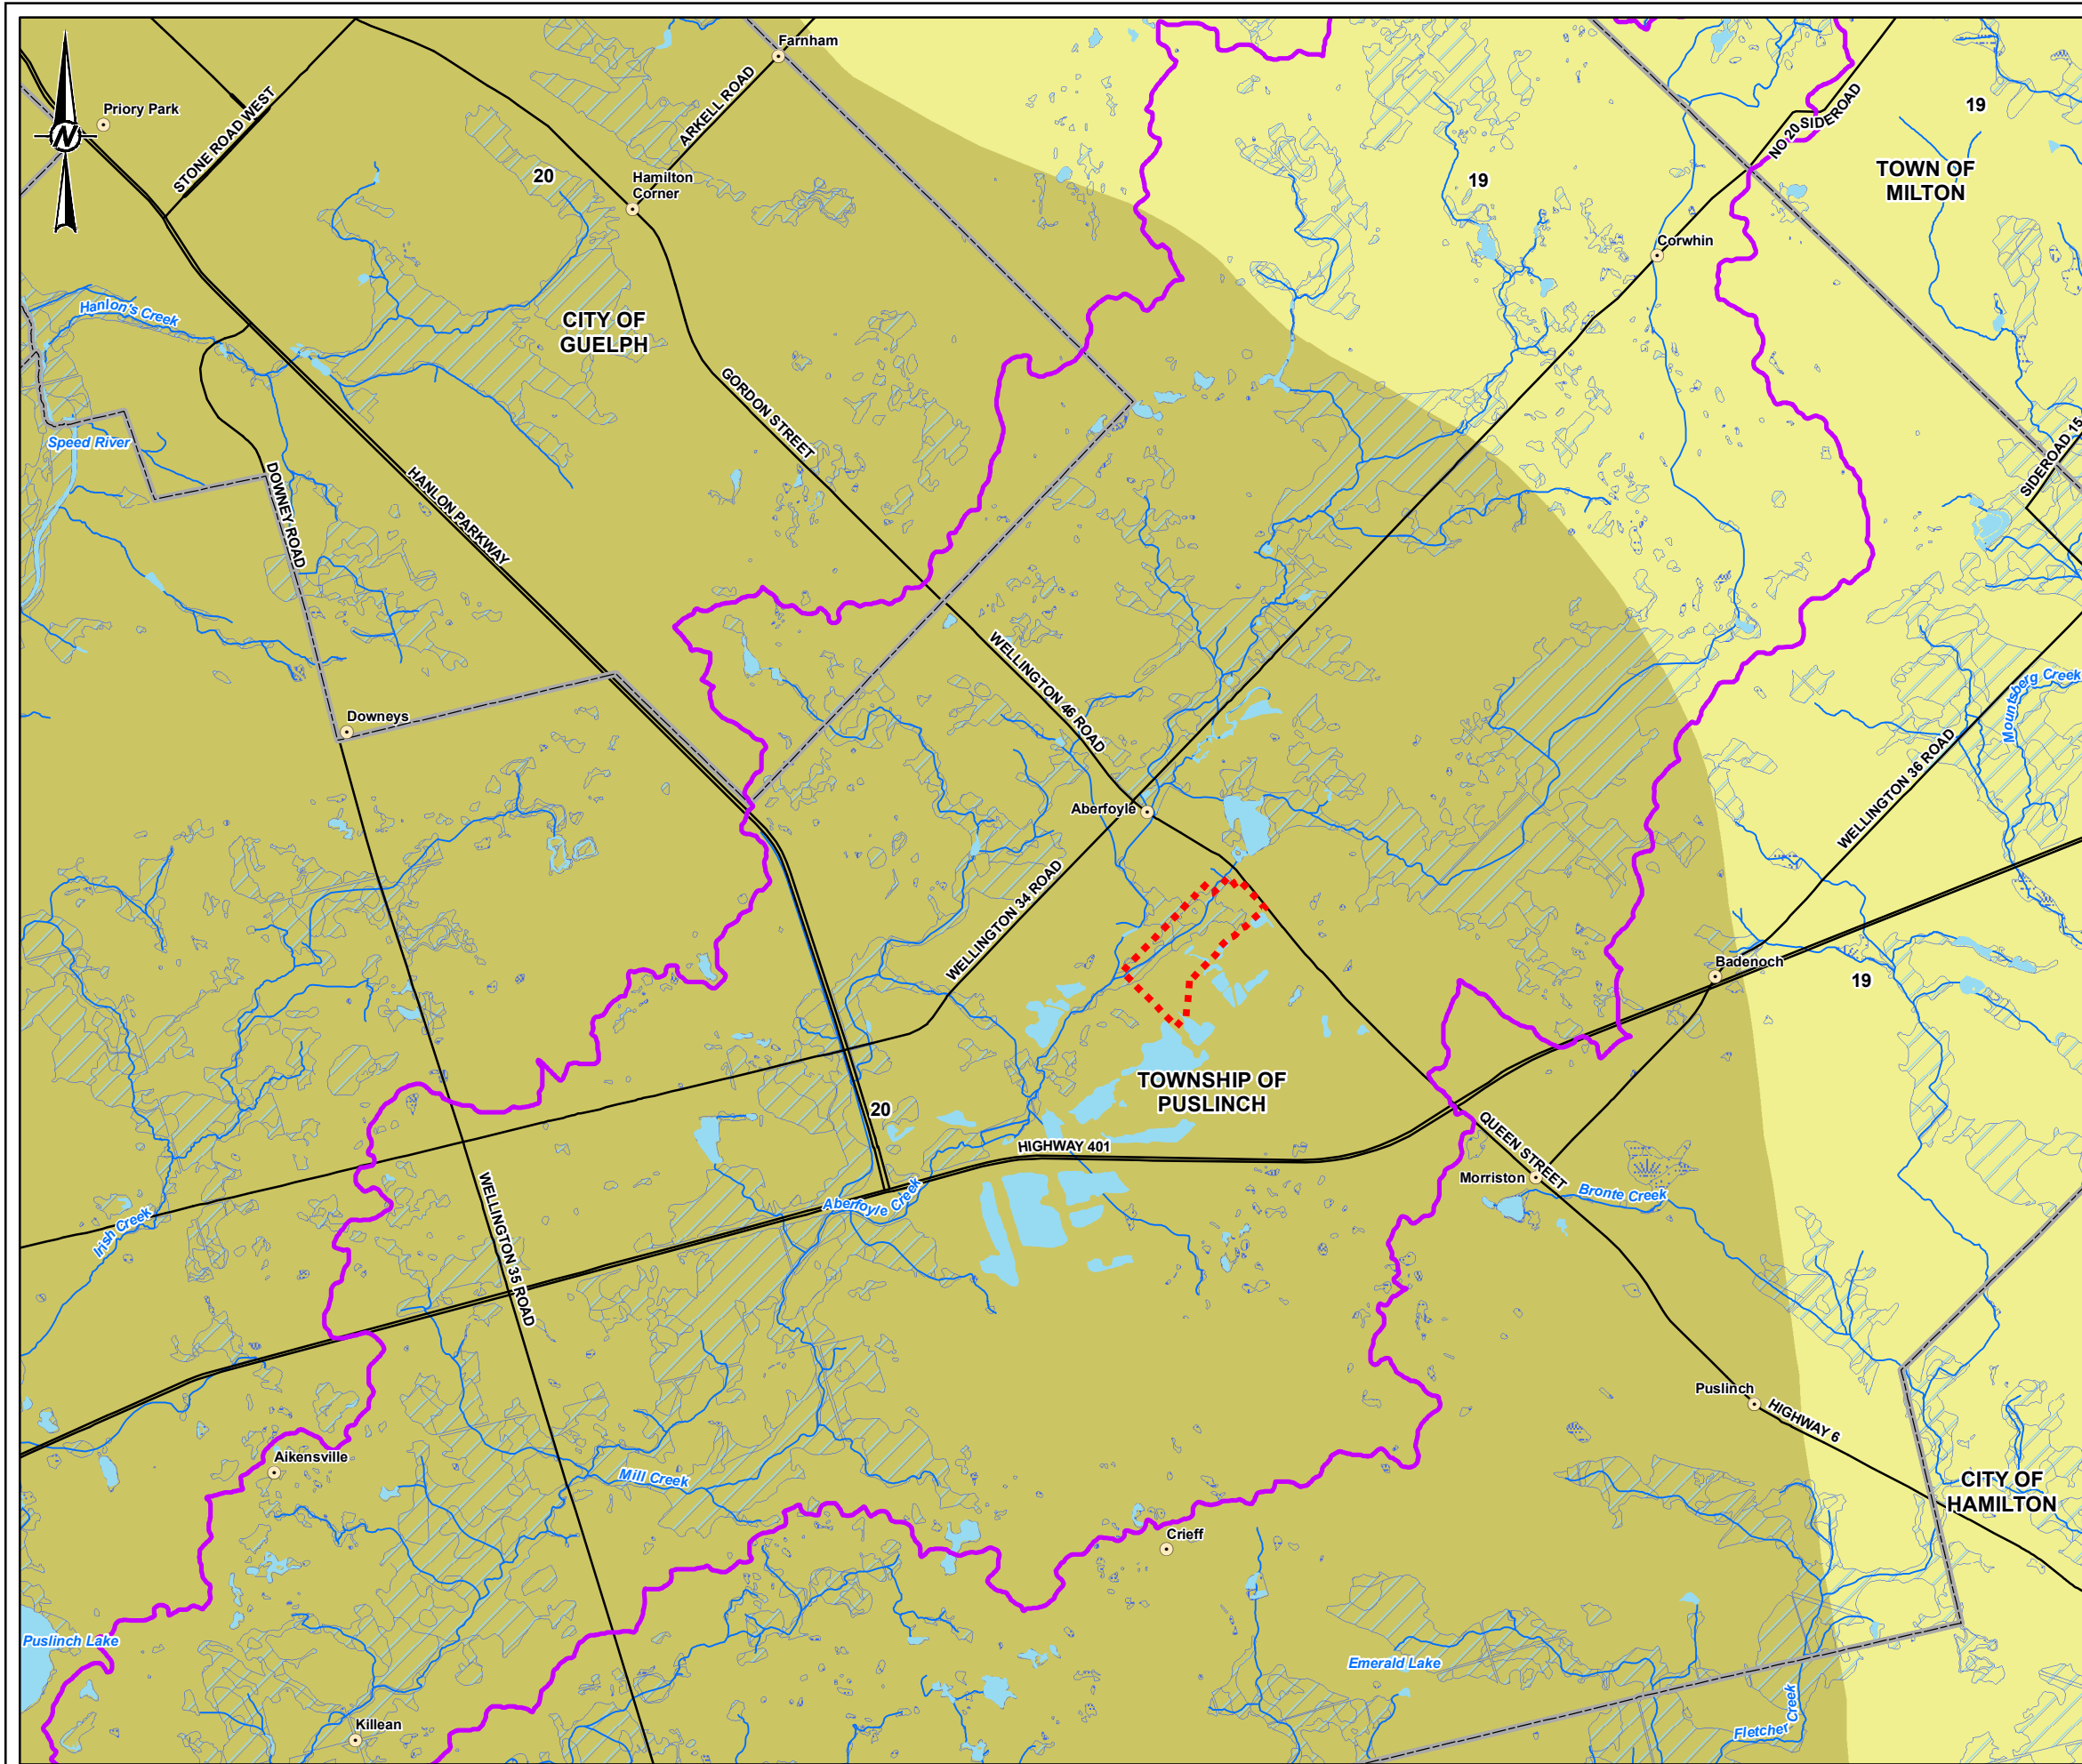 Farnham
Priory Park
N
STONE ROAD WEST
ARKELL ROAD
20
Hamilton
Corner
19
NO 20 SIDEROAD
19
TOWN OF
MILTON
Corwhin
Hanlon's Creek
CITY OF
GUELPH
Speed River
GORDON STREET
DOWNEY ROAD
HANLON PARKWAY
SIDEROAD 15
WELLINGTON 46 ROAD
Mountsberg Creek
Downeys
Aberfoyle
WELLINGTON 36 ROAD
WELLINGTON 34 ROAD
Badenoch
19
TOWNSHIP OF
PUSLINCH
20
HIGHWAY 401
QUEEN STREET
Morriston
Bronte Creek
Aberfoyle Creek
Irish Creek
WELLINGTON 35 ROAD
Puslinch
HIGHWAY 6
Aikensville
Mill Creek
CITY OF
HAMILTON
Crieff
Puslinch Lake
Emerald Lake
Fletcher Creek
Killean